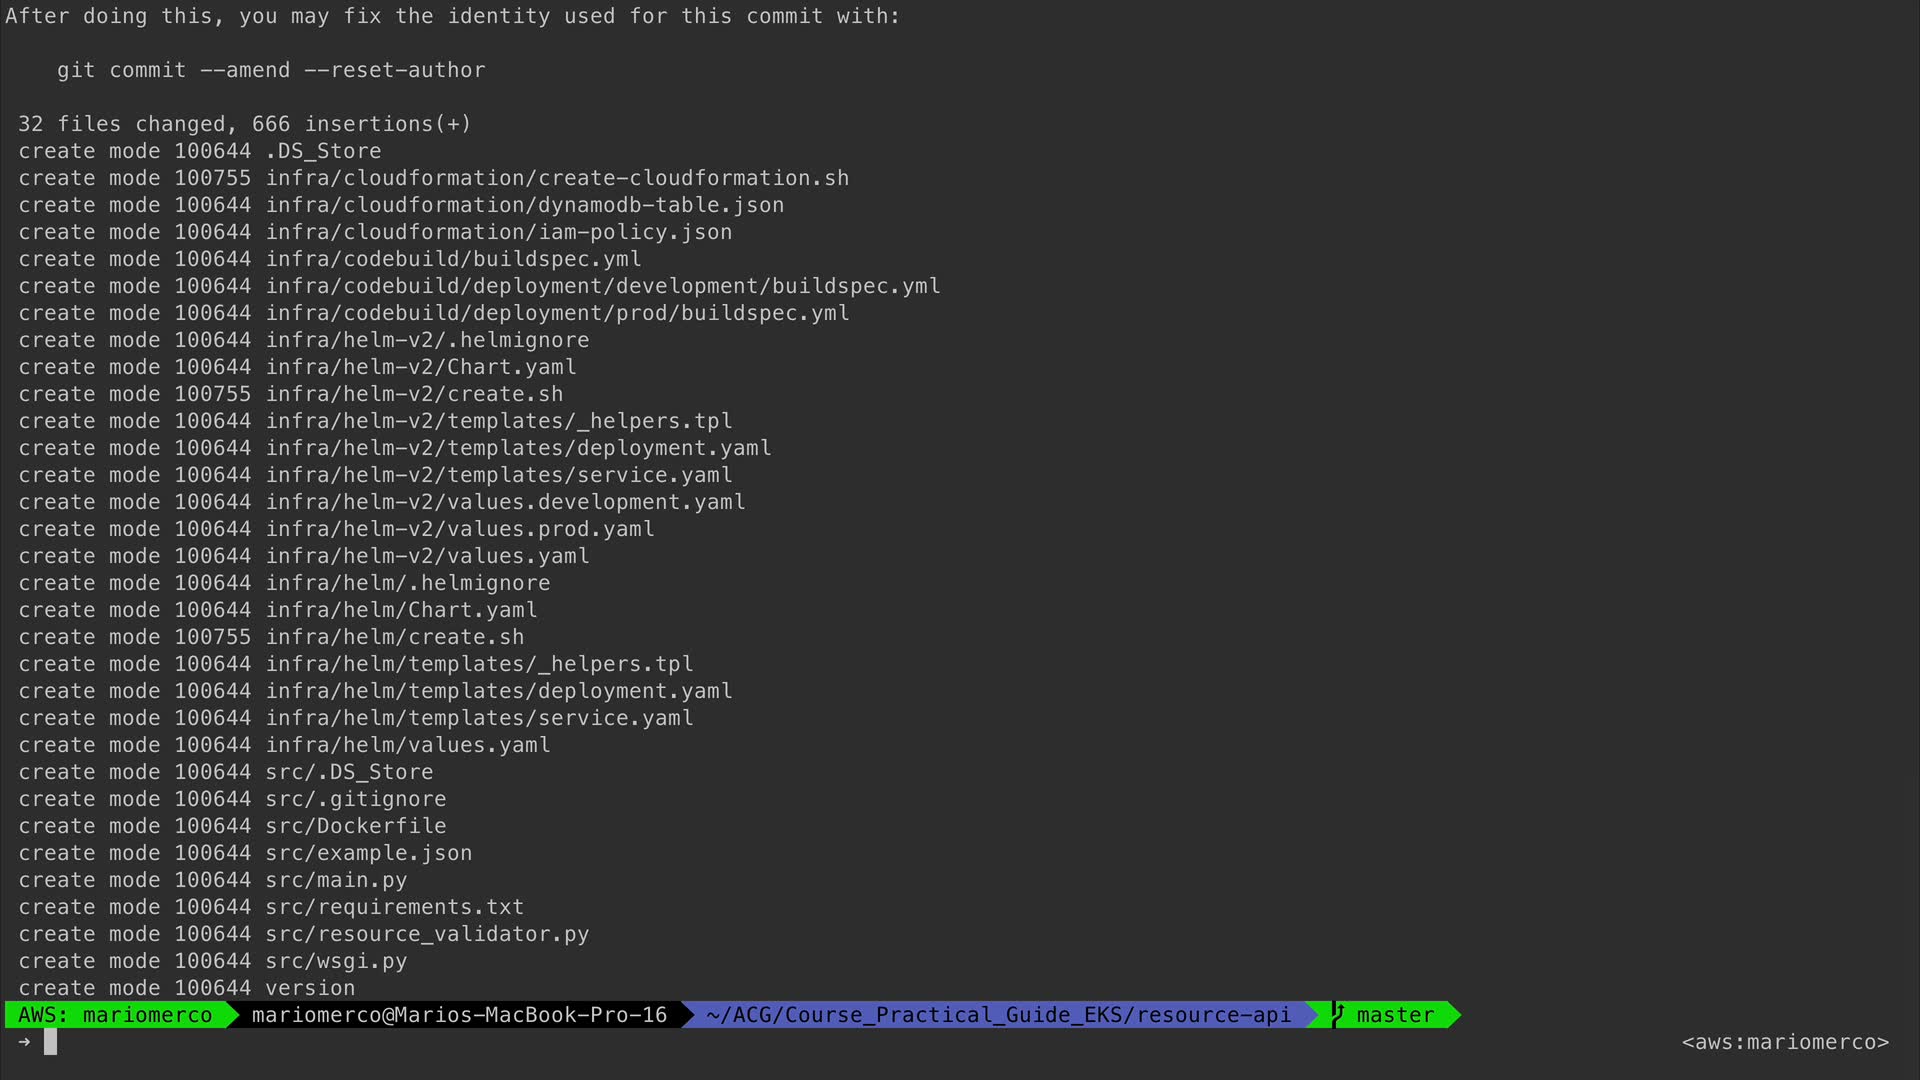 After doing this, you may fix the identity used for this commit with:
git commit --amend --reset-author
32 files changed, 666 insertions(+)
create mode 100644 .DS_Store
create mode 100755 infra/cloudformation/create-cloudformation.sh
create mode 100644 infra/cloudformation/dynamodb-table.json
create mode 100644 infra/cloudformation/iam-policy.json
create mode 100644 infra/codebuild/buildspec.yml
create mode 100644 infra/codebuild/deployment/development/buildspec.yml
create mode 100644 infra/codebuild/deployment/prod/buildspec.yml
create mode 100644 infra/helm-v2/.helmignore
create mode 100644 infra/helm-v2/Chart.yaml
create mode 100755 infra/helm-v2/create.sh
create mode 100644 infra/helm-v2/templates/_helpers.tpl
create mode 100644 infra/helm-v2/templates/deployment.yaml
create mode 100644 infra/helm-v2/templates/service.yaml
create mode 100644 infra/helm-v2/values.development.yaml
create mode 100644 infra/helm-v2/values.prod.yaml
create mode 100644 infra/helm-v2/values.yaml
create mode 100644 infra/helm/.helmignore
create mode 100644 infra/helm/Chart.yaml
create mode 100755 infra/helm/create.sh
create mode 100644 infra/helm/templates/_helpers.tpl
create mode 100644 infra/helm/templates/deployment.yaml
create mode 100644 infra/helm/templates/service.yaml
create mode 100644 infra/helm/values.yaml
create mode 100644 src/.DS_Store
create mode 100644 src/.gitignore
create mode 100644 src/Dockerfile
create mode 100644 src/example.json
create mode 100644 src/main.py
create mode 100644 src/requirements.txt
create mode 100644 src/resource_validator.py
create mode 100644 src/wsgi.py
create mode 100644 version
AWS: mariomerco mariomerco@Marios-MacBook-Pro-16 ~/ACG/Course_Practical_Guide_EKS/resource-api master
➜ <aws:mariomerco>